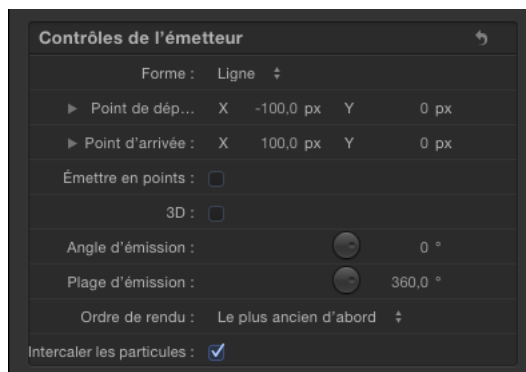 Contrôles de l'émetteur
Forme : Ligne
Point de dép... X -100,0 px Y 0 px
Point d'arrivée : X 100,0 px Y 0 px
Émettre en points :
3D :
Angle d'émission : 0 °
Plage d'émission : 360,0 °
Ordre de rendu : Le plus ancien d'abord
Intercaler les particules :